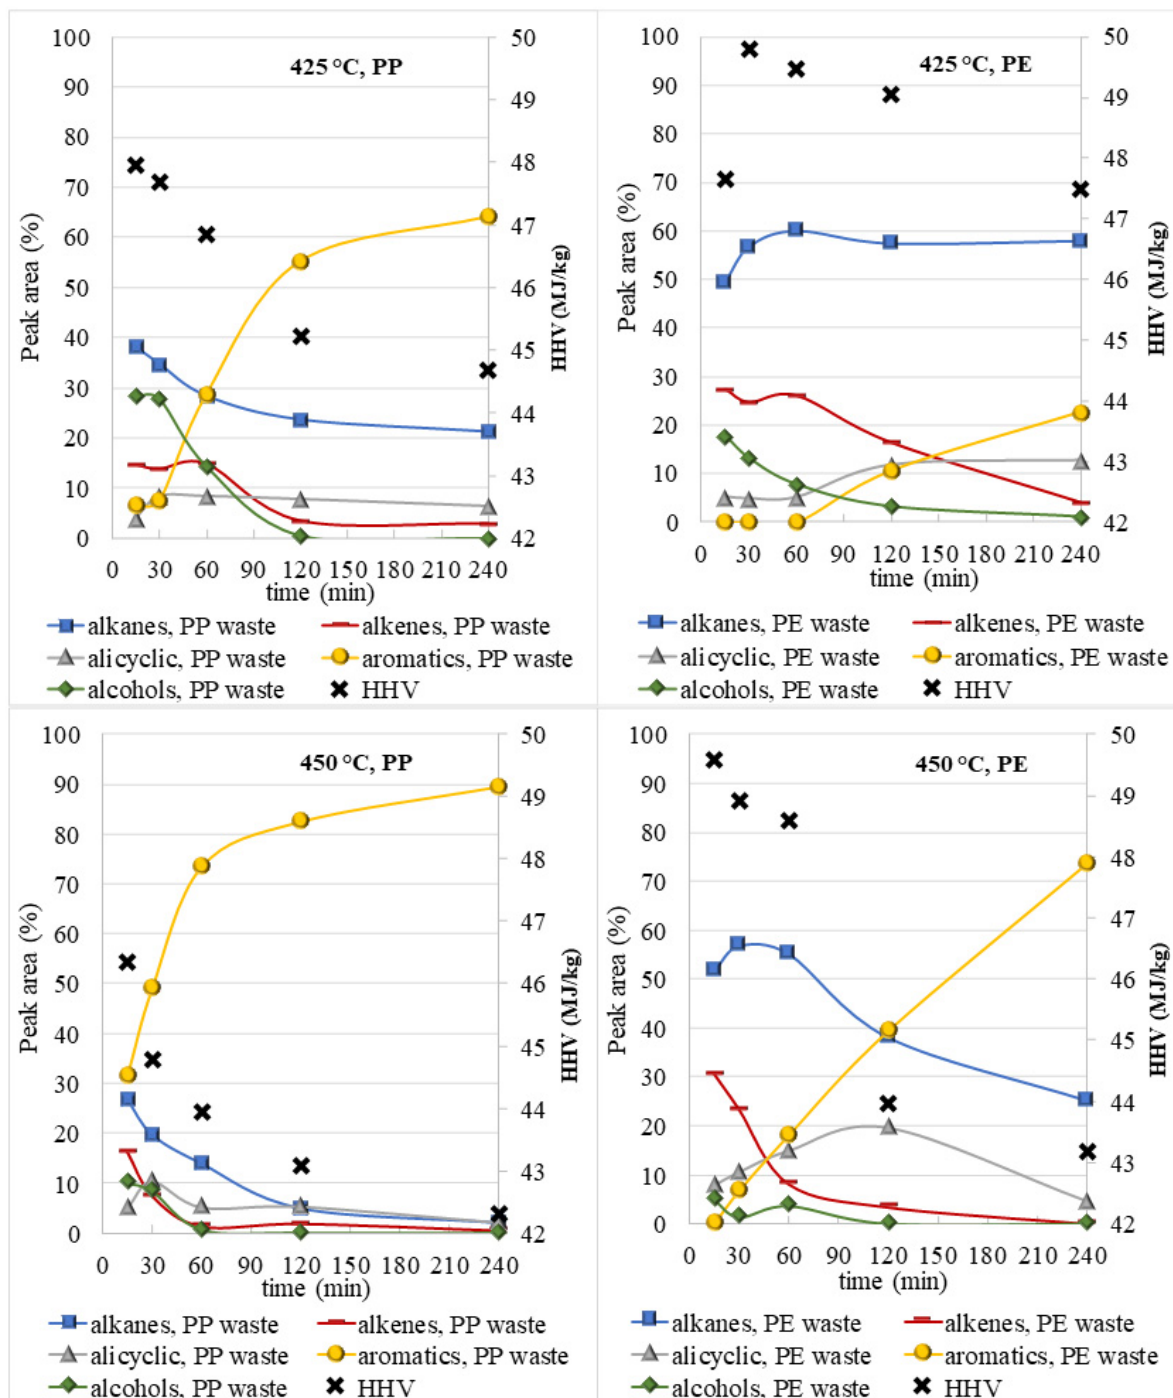 425 °C, PP
100
90
80
70
60
50
40
30
20
10
0
Peak area (%)
50
49
48
47
46
45
44
43
42
HHV (MJ/kg)
0 30 60 90 120 150 180 210 240
time (min)
alkanes, PP waste alkenes, PP waste
alicyclic, PP waste aromatics, PP waste
alcohols, PP waste HHV
425 °C, PE
100
90
80
70
60
50
40
30
20
10
0
Peak area (%)
50
49
48
47
46
45
44
43
42
HHV (MJ/kg)
0 30 60 90 120 150 180 210 240
time (min)
alkanes, PE waste alkenes, PE waste
alicyclic, PE waste aromatics, PE waste
alcohols, PE waste HHV
450 °C, PP
100
90
80
70
60
50
40
30
20
10
0
Peak area (%)
50
49
48
47
46
45
44
43
42
HHV (MJ/kg)
0 30 60 90 120 150 180 210 240
time (min)
alkanes, PP waste alkenes, PP waste
alicyclic, PP waste aromatics, PP waste
alcohols, PP waste HHV
450 °C, PE
100
90
80
70
60
50
40
30
20
10
0
Peak area (%)
50
49
48
47
46
45
44
43
42
HHV (MJ/kg)
0 30 60 90 120 150 180 210 240
time (min)
alkanes, PE waste alkenes, PE waste
alicyclic, PE waste aromatics, PE waste
alcohols, PE waste HHV